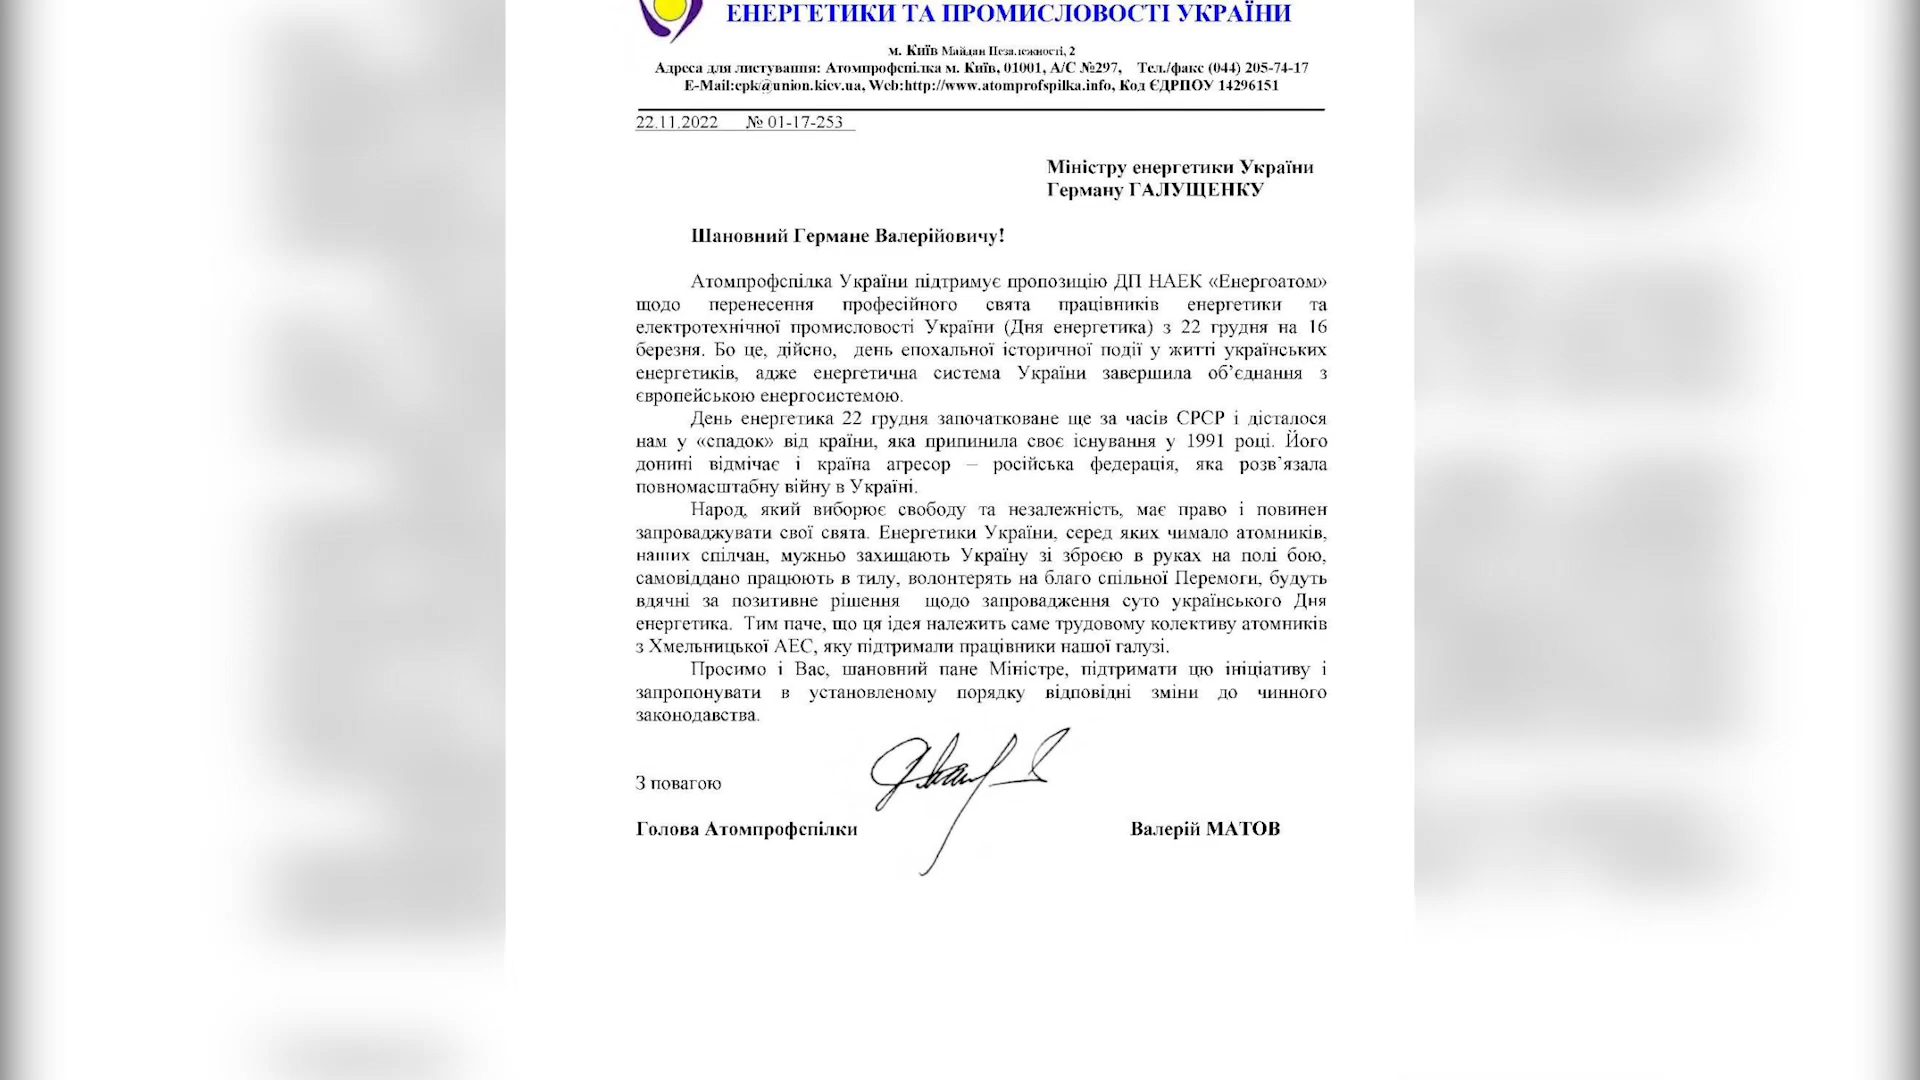 ЕНЕРГЕТИКИ ТА ПРОМИСЛОВОСТІ УКРАЇНИ
м. Київ Майдан Незалежності, 2
Адреса для листування: Атомпрофспілка м. Київ, 01001, А/С №297, Тел./факс (044) 205-74-17
E-Mail:cpk@union.kiev.ua, Web:http://www.atomprofspilka.info, Код ЄДРПОУ 14296151
22.11.2022 № 01-17-253
Міністру енергетики України
Герману ГАЛУЩЕНКУ
Шановний Германе Валерійовичу!
Атомпрофспілка України підтримує пропозицію ДП НАЕК «Енергоатом»
щодо перенесення професійного свята працівників енергетики та
електротехнічної промисловості України (Дня енергетика) з 22 грудня на 16
березня. Бо це, дійсно, день епохальної історичної події у житті українських
енергетиків, адже енергетична система України завершила об’єднання з
європейською енергосистемою.
День енергетика 22 грудня започатковане ще за часів СРСР і дісталося
нам у «спадок» від країни, яка припинила своє існування у 1991 році. Його
донині відмічає і країна агресор – російська федерація, яка розв`язала
повномасштабну війну в Україні.
Народ, який виборює свободу та незалежність, має право і повинен
запроваджувати свої свята. Енергетики України, серед яких чимало атомників,
наших спілчан, мужньо захищають Україну зі зброєю в руках на полі бою,
самовіддано працюють в тилу, волонтерять на благо спільної Перемоги, будуть
вдячні за позитивне рішення щодо запровадження суто українського Дня
енергетика. Тим паче, що ця ідея належить саме трудовому колективу атомників
з Хмельницької АЕС, яку підтримали працівники нашої галузі.
Просимо і Вас, шановний пане Міністре, підтримати цю ініціативу і
запропонувати в установленому порядку відповідні зміни до чинного
законодавства.
З повагою
Голова Атомпрофспілки Валерій МАТОВ